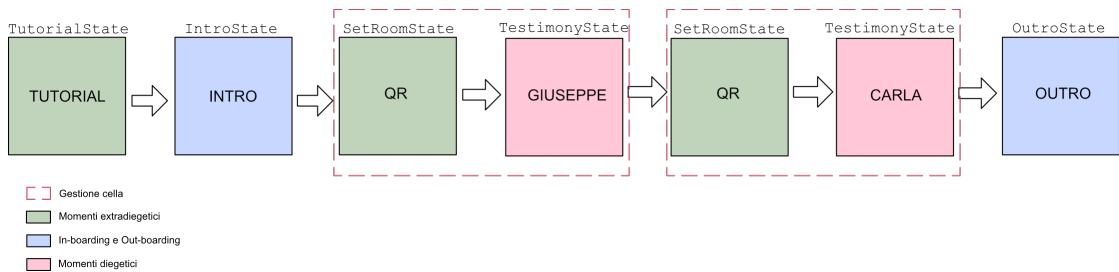 TutorialState IntroState SetRoomState TestimonyState SetRoomState TestimonyState OutroState
TUTORIAL INTRO QR GIUSEPPE QR CARLA OUTRO
Gestione cella
Momenti extradiegetici
In-boarding e Out-boarding
Momenti diegetici